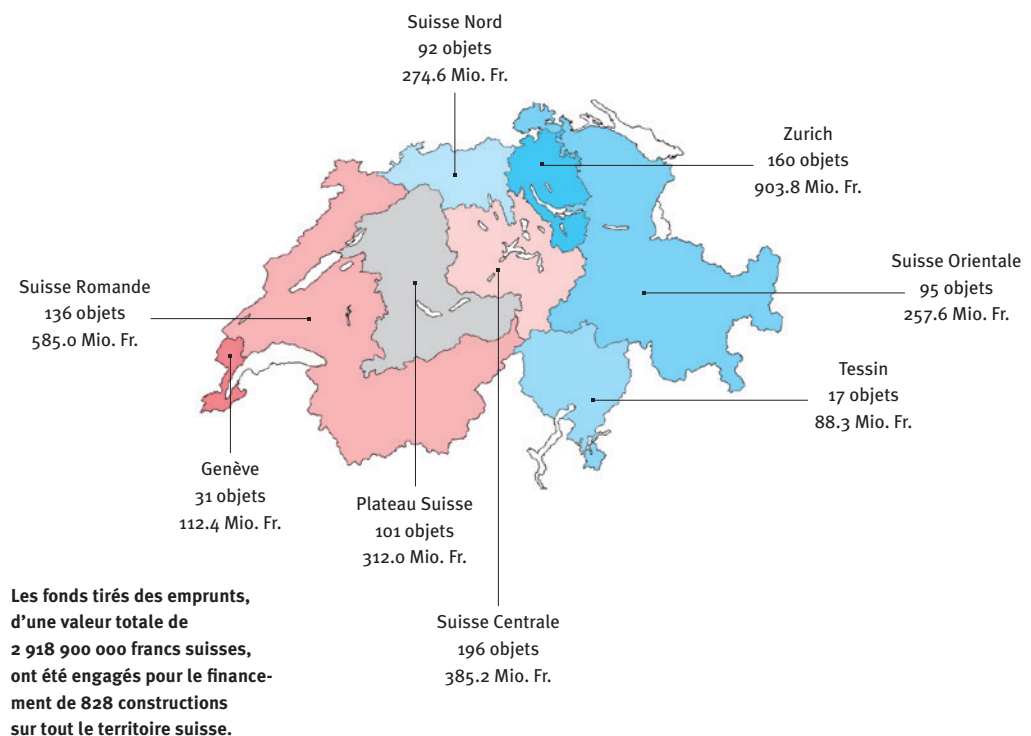 Suisse Nord
92 objets
274.6 Mio. Fr.
Zurich
160 objets
903.8 Mio. Fr.
Suisse Orientale
95 objets
257.6 Mio. Fr.
Suisse Romande
136 objets
585.0 Mio. Fr.
Tessin
17 objets
88.3 Mio. Fr.
Genève
31 objets
112.4 Mio. Fr.
Plateau Suisse
101 objets
312.0 Mio. Fr.
Suisse Centrale
196 objets
385.2 Mio. Fr.
Les fonds tirés des emprunts,
d'une valeur totale de
2 918 900 000 francs suisses,
ont été engagés pour le finance-
ment de 828 constructions
sur tout le territoire suisse.